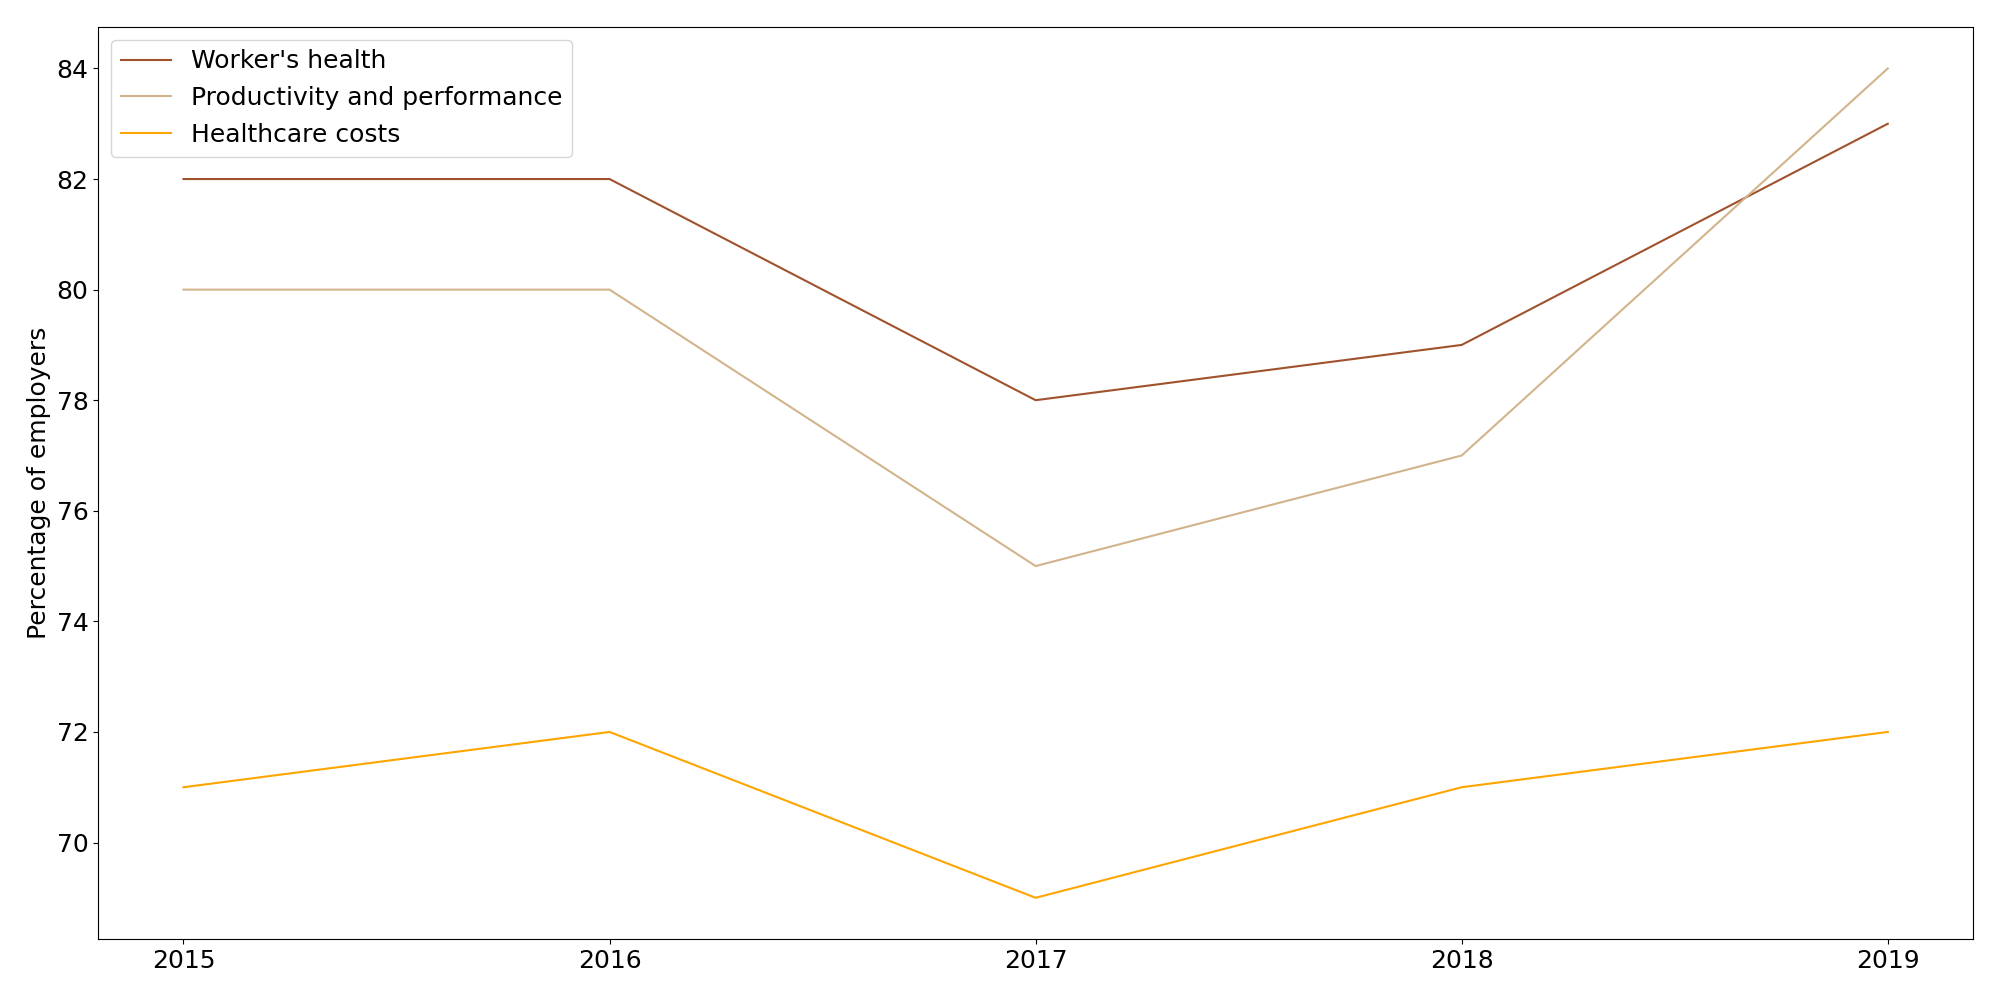 Worker's health
Productivity and performance
Healthcare costs
Percentage of employers
84
82
80
78
76
74
72
70
2015 2016 2017 2018 2019